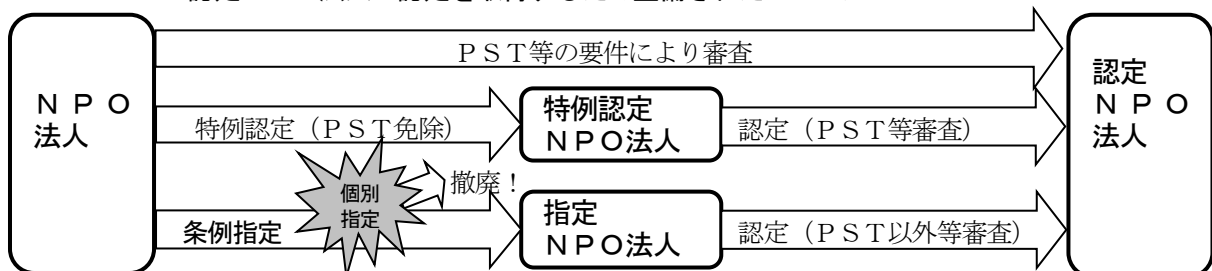 ＰＳＴ等の要件により審査
ＮＰＯ
法人
特例認定（ＰＳＴ免除）
特例認定
ＮＰＯ法人
認定（ＰＳＴ等審査）
認定
ＮＰＯ
法人
個別
指定
撤廃！
条例指定
指定
ＮＰＯ法人
認定（ＰＳＴ以外等審査）